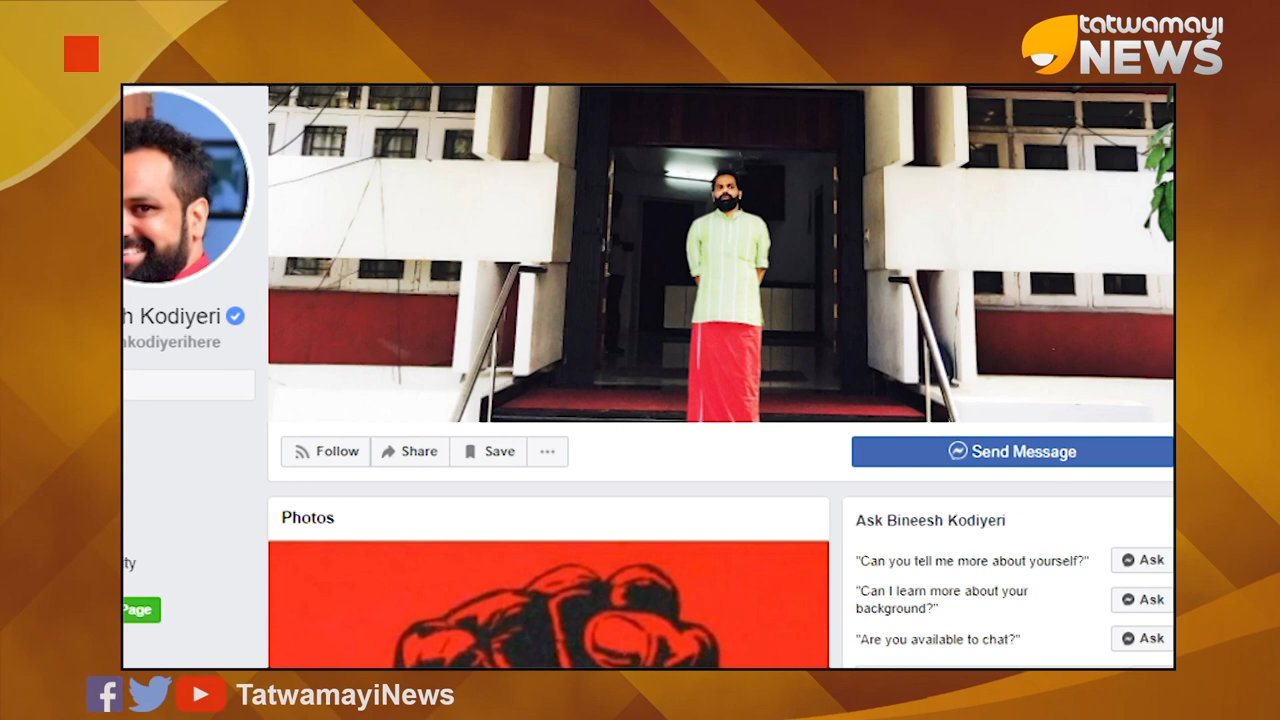 tatwamayi
NEWS
h Kodiyeri
kodiyerihere
Follow
Share
Save
Send Message
Photos
Ask Bineesh Kodiyeri
"Can you tell me more about yourself?"
Ask
"Can I learn more about your
background?"
Ask
"Are you available to chat?"
Ask
ty
Page
TatwamayiNews